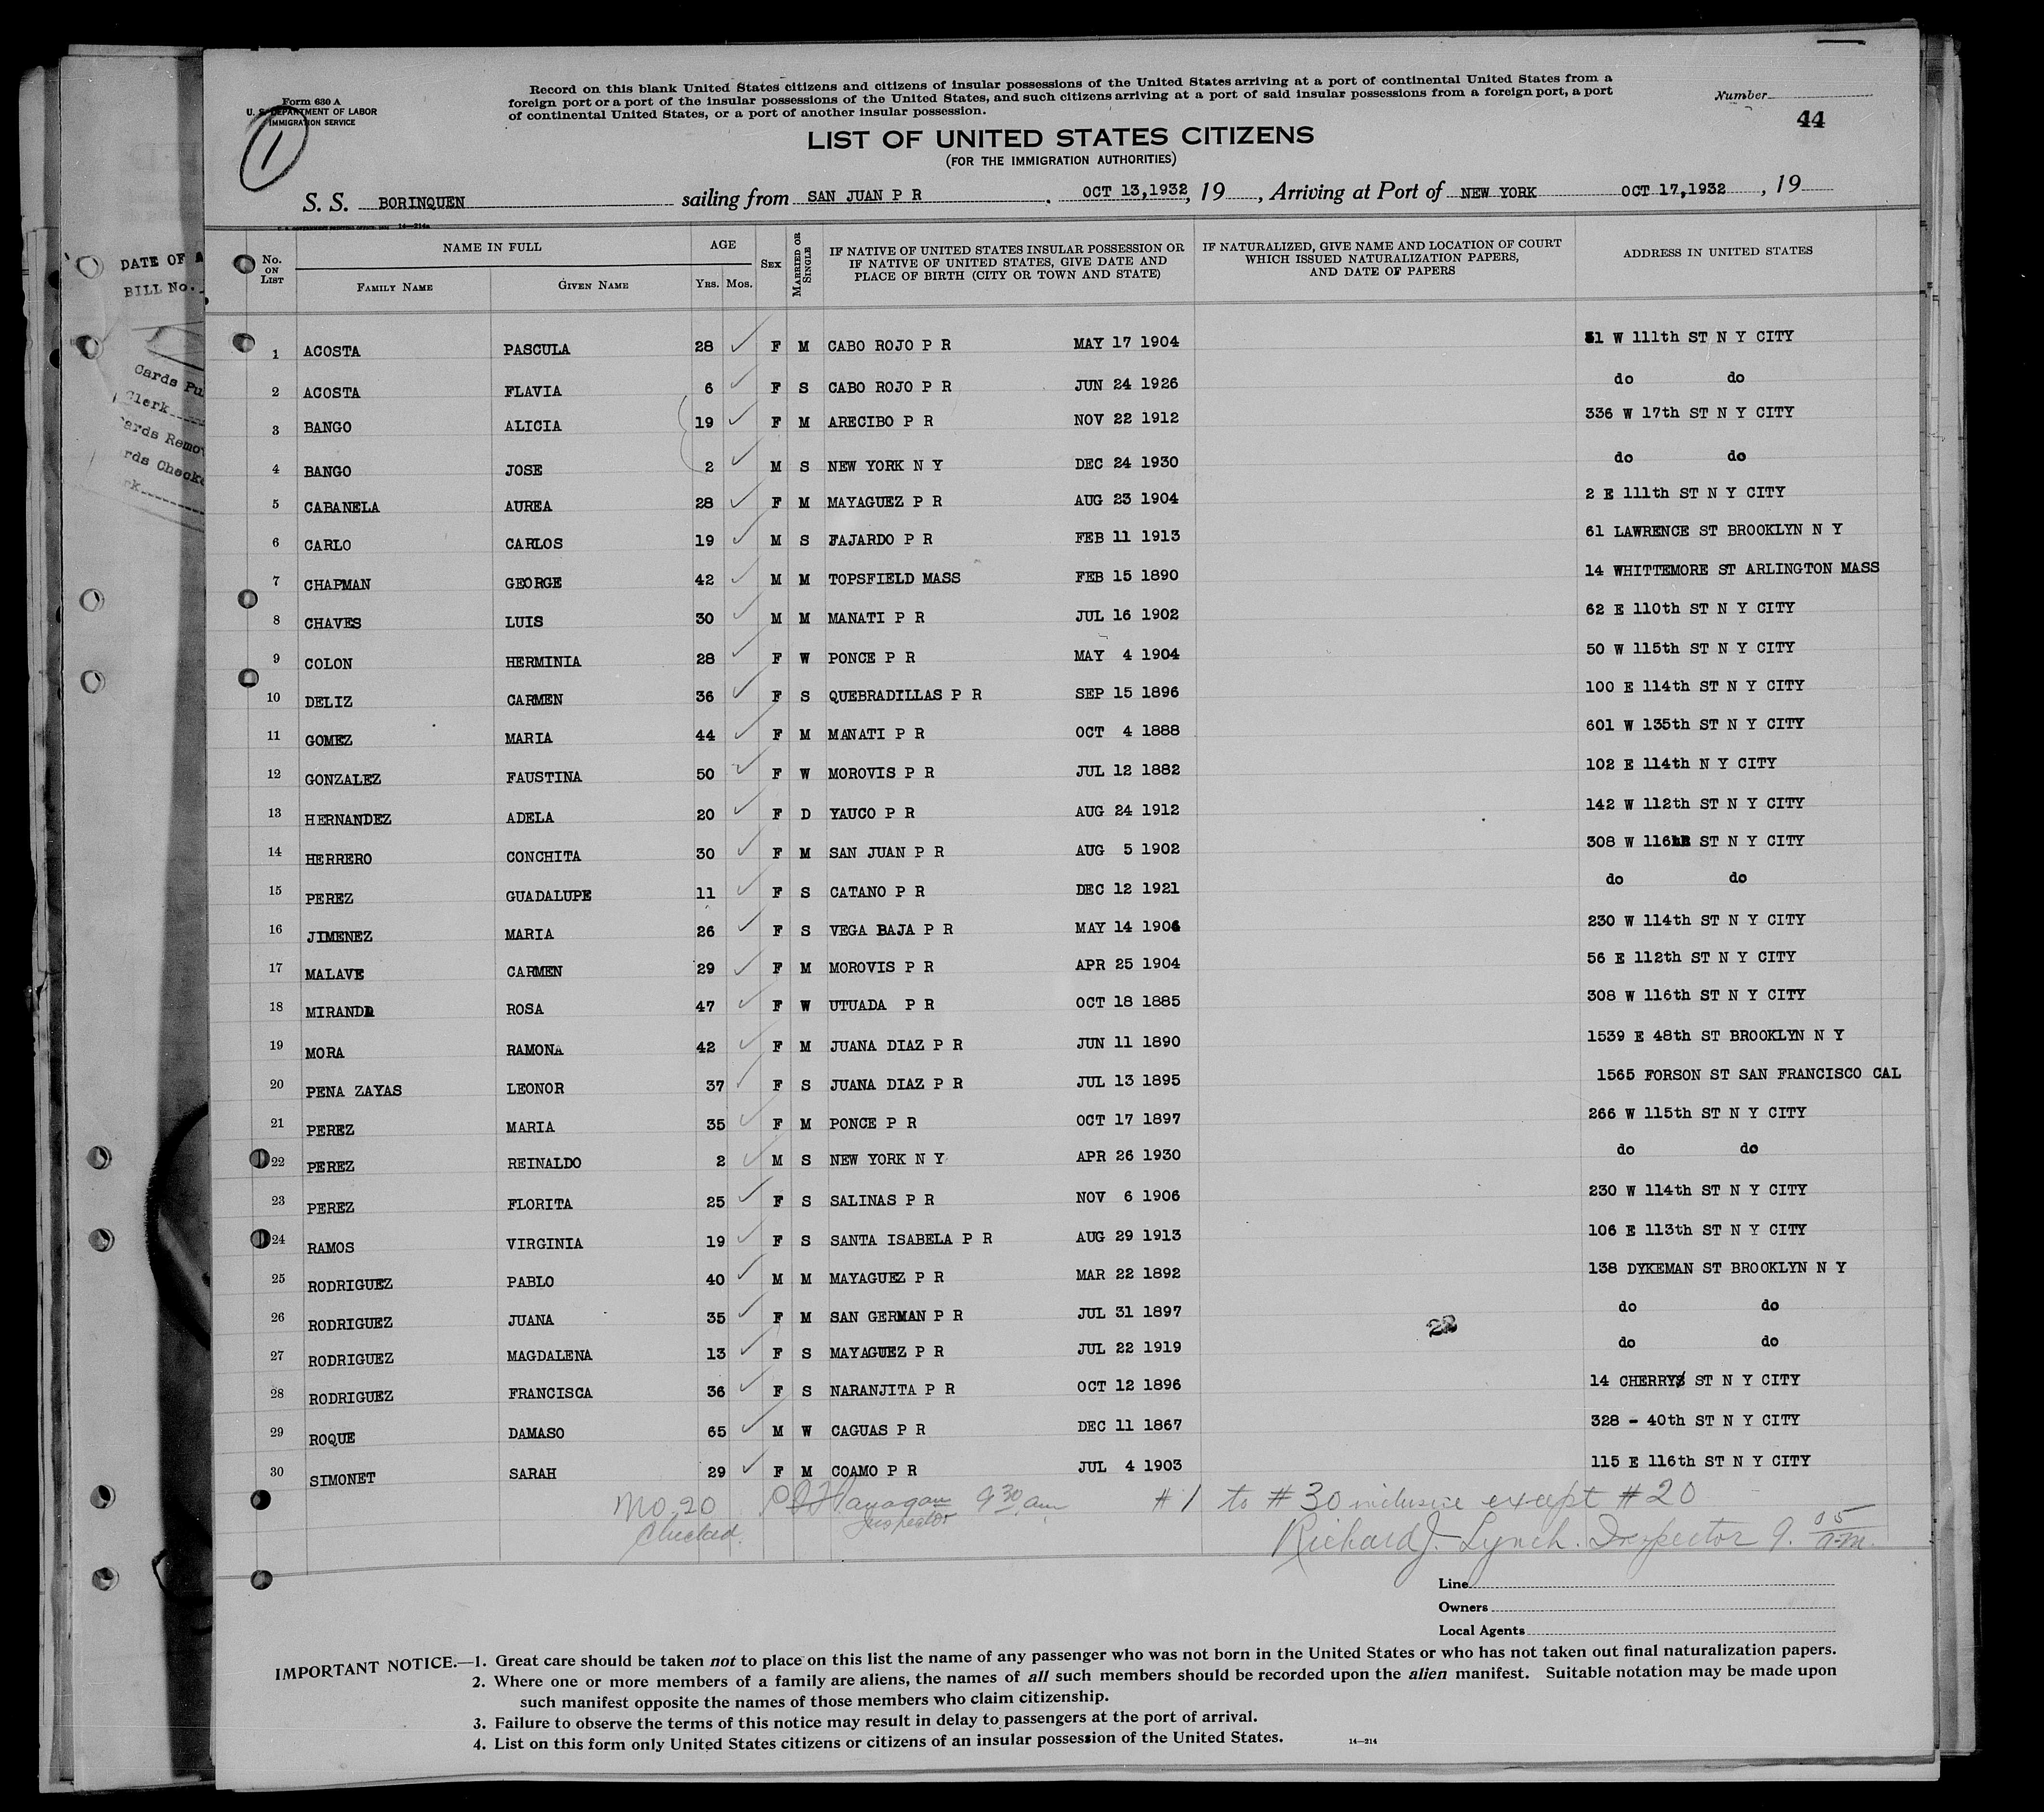 Form 630 A
U. S. DEPARTMENT OF LABOR
IMMIGRATION SERVICE
1
Record on this blank United States citizens and citizens of insular possessions of the United States arriving at a port of continental United States from a
foreign port or a port of the insular possessions of the United States, and such citizens arriving at a port of said insular possessions from a foreign port, a port
of continental United States, or a port of another insular possession.
Number
44
LIST OF UNITED STATES CITIZENS
(FOR THE IMMIGRATION AUTHORITIES)
S. S. BORINQUEN sailing from SAN JUAN P R . OCT 13,1932, 19 , Arriving at Port of NEW YORK OCT 17,1932 , 19
14—214a
DATE OF A
BILL No.
Cards Pu
Clerk
Cards Remov
rds Check
rk
No. ON LIST NAME IN FULL FAMILY NAME GIVEN NAME AGE YRS. MOS. SEX MARRIED OR SINGLE IF NATIVE OF UNITED STATES INSULAR POSSESSION OR IF NATIVE OF UNITED STATES, GIVE DATE AND PLACE OF BIRTH (CITY OR TOWN AND STATE) IF NATURALIZED, GIVE NAME AND LOCATION OF COURT WHICH ISSUED NATURALIZATION PAPERS, AND DATE OF PAPERS ADDRESS IN UNITED STATES
1 ACOSTA PASCULA 28 F M CABO ROJO P R MAY 17 1904 W 111th ST N Y CITY
2 ACOSTA FLAVIA 6 F S CABO ROJO P R JUN 24 1926 do do
3 BANGO ALICIA 19 F M ARECIBO P R NOV 22 1912 336 W 17th ST N Y CITY
4 BANGO JOSE 2 M S NEW YORK N Y DEC 24 1930 do do
5 CABANELA AUREA 28 F M MAYAGUEZ P R AUG 23 1904 2 E 111th ST N Y CITY
6 CARLO CARLOS 19 M S FAJARDO P R FEB 11 1913 61 LAWRENCE ST BROOKLYN N Y
7 CHAPMAN GEORGE 42 M M TOPSFIELD MASS FEB 15 1890 14 WHITTEMORE ST ARLINGTON MASS
8 CHAVES LUIS 30 M M MANATI P R JUL 16 1902 62 E 110th ST N Y CITY
9 COLON HERMINIA 28 F W PONCE P R MAY 4 1904 50 W 115th ST N Y CITY
10 DELIZ CARMEN 36 F S QUEBRADILLAS P R SEP 15 1896 100 E 114th ST N Y CITY
11 GOMEZ MARIA 44 F M MANATI P R OCT 4 1888 601 W 135th ST N Y CITY
12 GONZALEZ FAUSTINA 50 F W MOROVIS P R JUL 12 1882 102 E 114th N Y CITY
13 HERNANDEZ ADELA 20 F D YAUCO P R AUG 24 1912 142 W 112th ST N Y CITY
14 HERRERO CONCHITA 30 F M SAN JUAN P R AUG 5 1902 308 W ST N Y CITY
15 PEREZ GUADALUPE 11 F S CATANO P R DEC 12 1921 do do
16 JIMENEZ MARIA 26 F S VEGA BAJA P R MAY 14 1906 230 W 114th ST N Y CITY
17 MALAVE CARMEN 29 F M MOROVIS P R APR 25 1904 56 E 112th ST N Y CITY
18 MIRANDA ROSA 47 F W UTUADA P R OCT 18 1885 308 W 116th ST N Y CITY
19 MORA RAMONA 42 F M JUANA DIAZ P R JUN 11 1890 1539 E 48th ST BROOKLYN N Y
20 PENA ZAYAS LEONOR 37 F S JUANA DIAZ P R JUL 13 1895 1565 FORSON ST SAN FRANCISCO CAL
21 PEREZ MARIA 35 F M PONCE P R OCT 17 1897 266 W 115th ST N Y CITY
22 PEREZ REINALDO 2 M S NEW YORK N Y APR 26 1930 do do
23 PEREZ FLORITA 25 F S SALINAS P R NOV 6 1906 230 W 114th ST N Y CITY
24 RAMOS VIRGINIA 19 F S SANTA ISABELA P R AUG 29 1913 106 E 113th ST N Y CITY
25 RODRIGUEZ PABLO 40 M M MAYAGUEZ P R MAR 22 1892 138 DYKEMAN ST BROOKLYN N Y
26 RODRIGUEZ JUANA 35 F M SAN GERMAN P R JUL 31 1897 do do
27 RODRIGUEZ MAGDALENA 13 F S MAYAGUEZ P R JUL 22 1919 do do
28 RODRIGUEZ FRANCISCA 36 F S NARANJITA P R OCT 12 1896 14 CHERRY ST N Y CITY
29 ROQUE DAMASO 65 M W CAGUAS P R DEC 11 1867 328 - 40th ST N Y CITY
30 SIMONET SARAH 29 F M COAMO P R JUL 4 1903 115 E 116th ST N Y CITY
No. 20 Flanagan 9 30 am #1 to #30 inclusive except #20
Checked. Inspector Richard J. Lynch. Inspector 9. 05 a.m.
Line
Owners
Local Agents
IMPORTANT NOTICE.—1. Great care should be taken not to place on this list the name of any passenger who was not born in the United States or who has not taken out final naturalization papers.
2. Where one or more members of a family are aliens, the names of all such members should be recorded upon the alien manifest. Suitable notation may be made upon
such manifest opposite the names of those members who claim citizenship.
3. Failure to observe the terms of this notice may result in delay to passengers at the port of arrival.
4. List on this form only United States citizens or citizens of an insular possession of the United States.
14—214